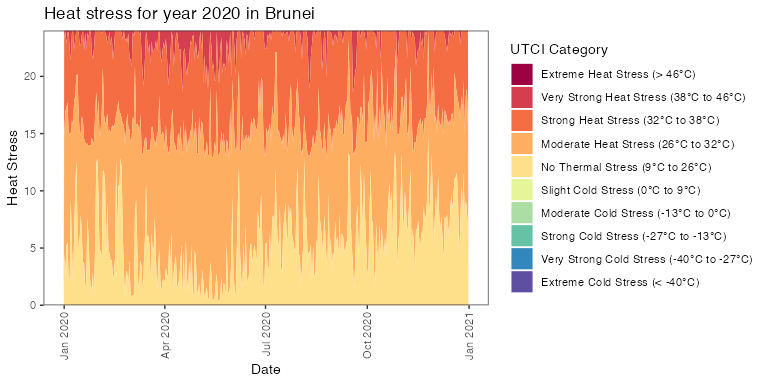 Heat stress for year 2020 in Brunei
Heat Stress
20
15
10
5
0
Jan 2020
Apr 2020
Jul 2020
Oct 2020
Jan 2021
Date
UTCI Category
Extreme Heat Stress (> 46°C)
Very Strong Heat Stress (38°C to 46°C)
Strong Heat Stress (32°C to 38°C)
Moderate Heat Stress (26°C to 32°C)
No Thermal Stress (9°C to 26°C)
Slight Cold Stress (0°C to 9°C)
Moderate Cold Stress (-13°C to 0°C)
Strong Cold Stress (-27°C to -13°C)
Very Strong Cold Stress (-40°C to -27°C)
Extreme Cold Stress (< -40°C)